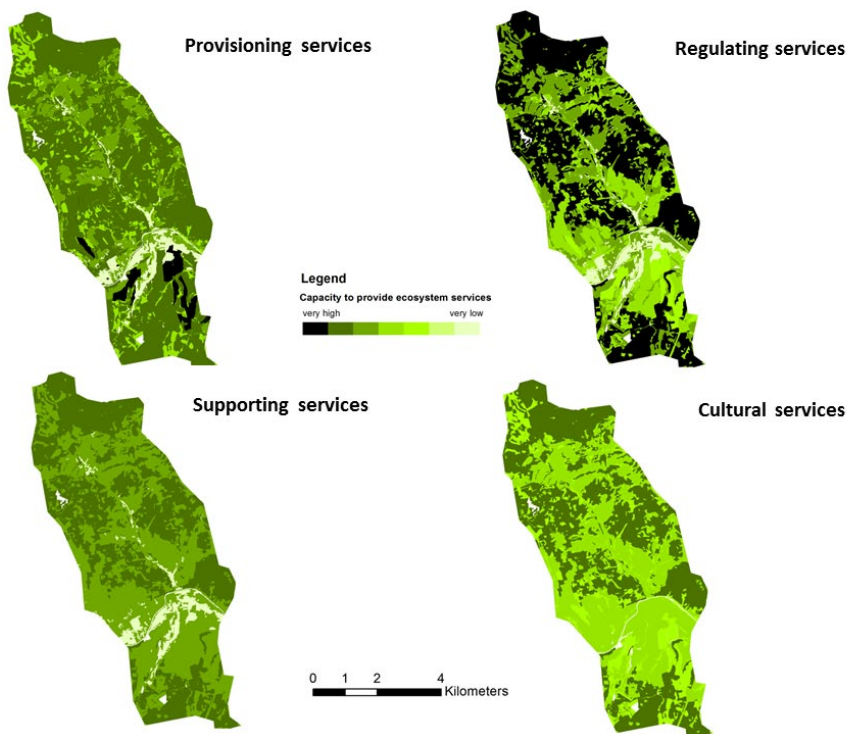 Provisioning services
Regulating services
Legend
Capacity to provide ecosystem services
very high very low
Supporting services
Cultural services
0 1 2 4
Kilometers